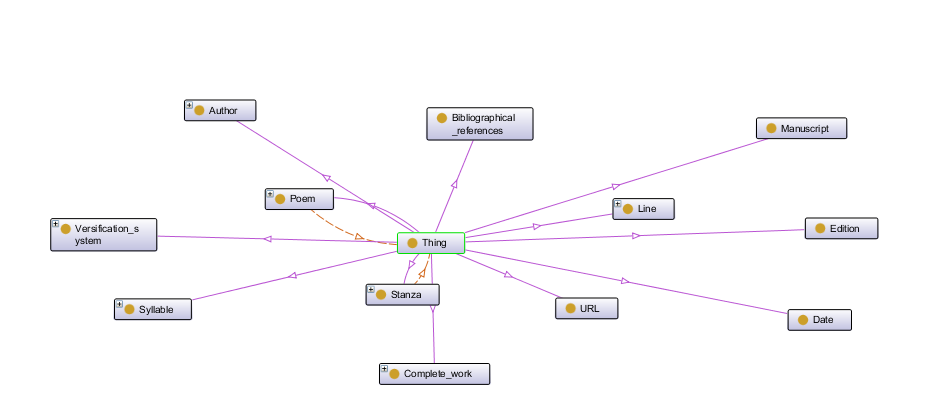 Author
Bibliographical
_references
Manuscript
Poem
Line
Versification_s
ystem
Edition
Thing
Stanza
Syllable
URL
Date
Complete_work